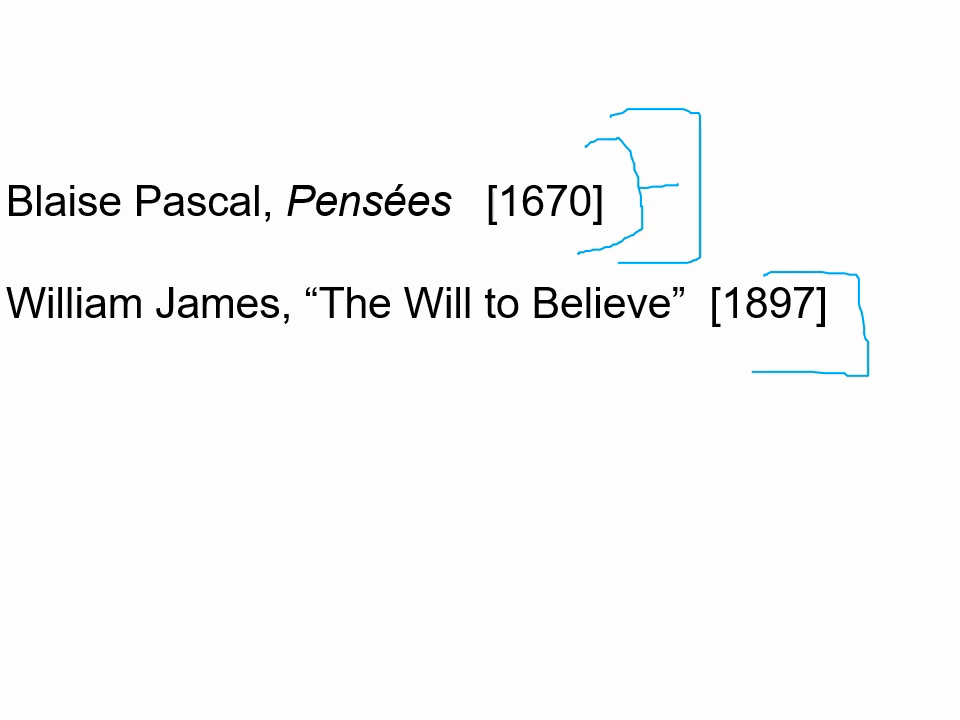 Blaise Pascal, Pensées [1670]
William James, “The Will to Believe” [1897]